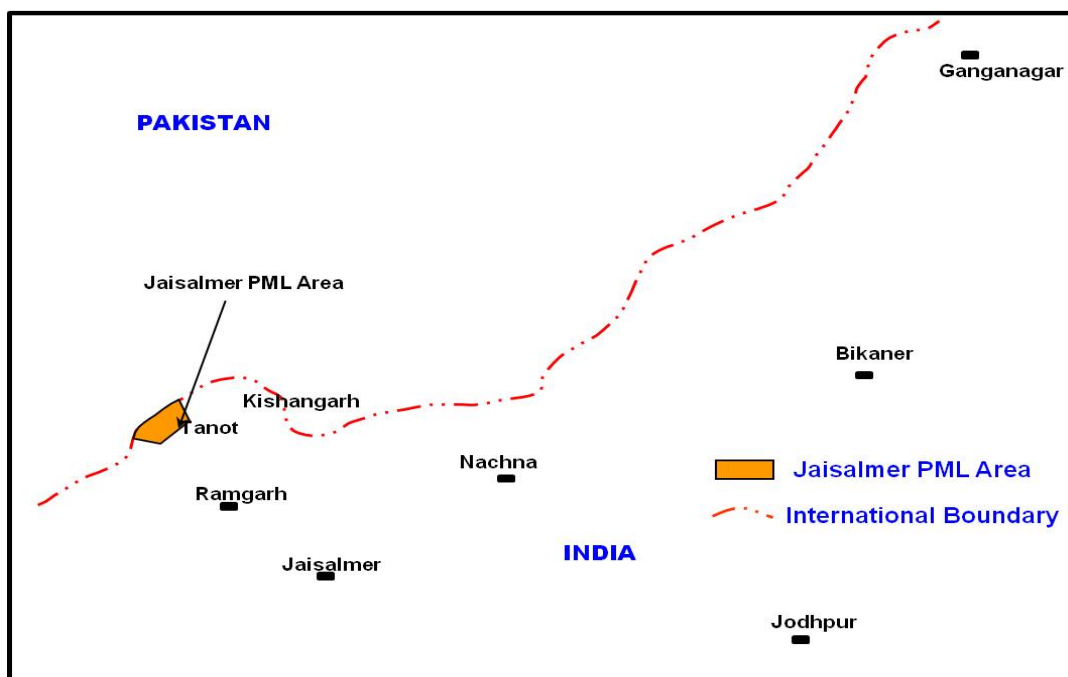 Ganganagar
PAKISTAN
Jaisalmer PML Area
Bikaner
Kishangarh
Tanot
Nachna
Jaisalmer PML Area
Ramgarh
International Boundary
INDIA
Jaisalmer
Jodhpur